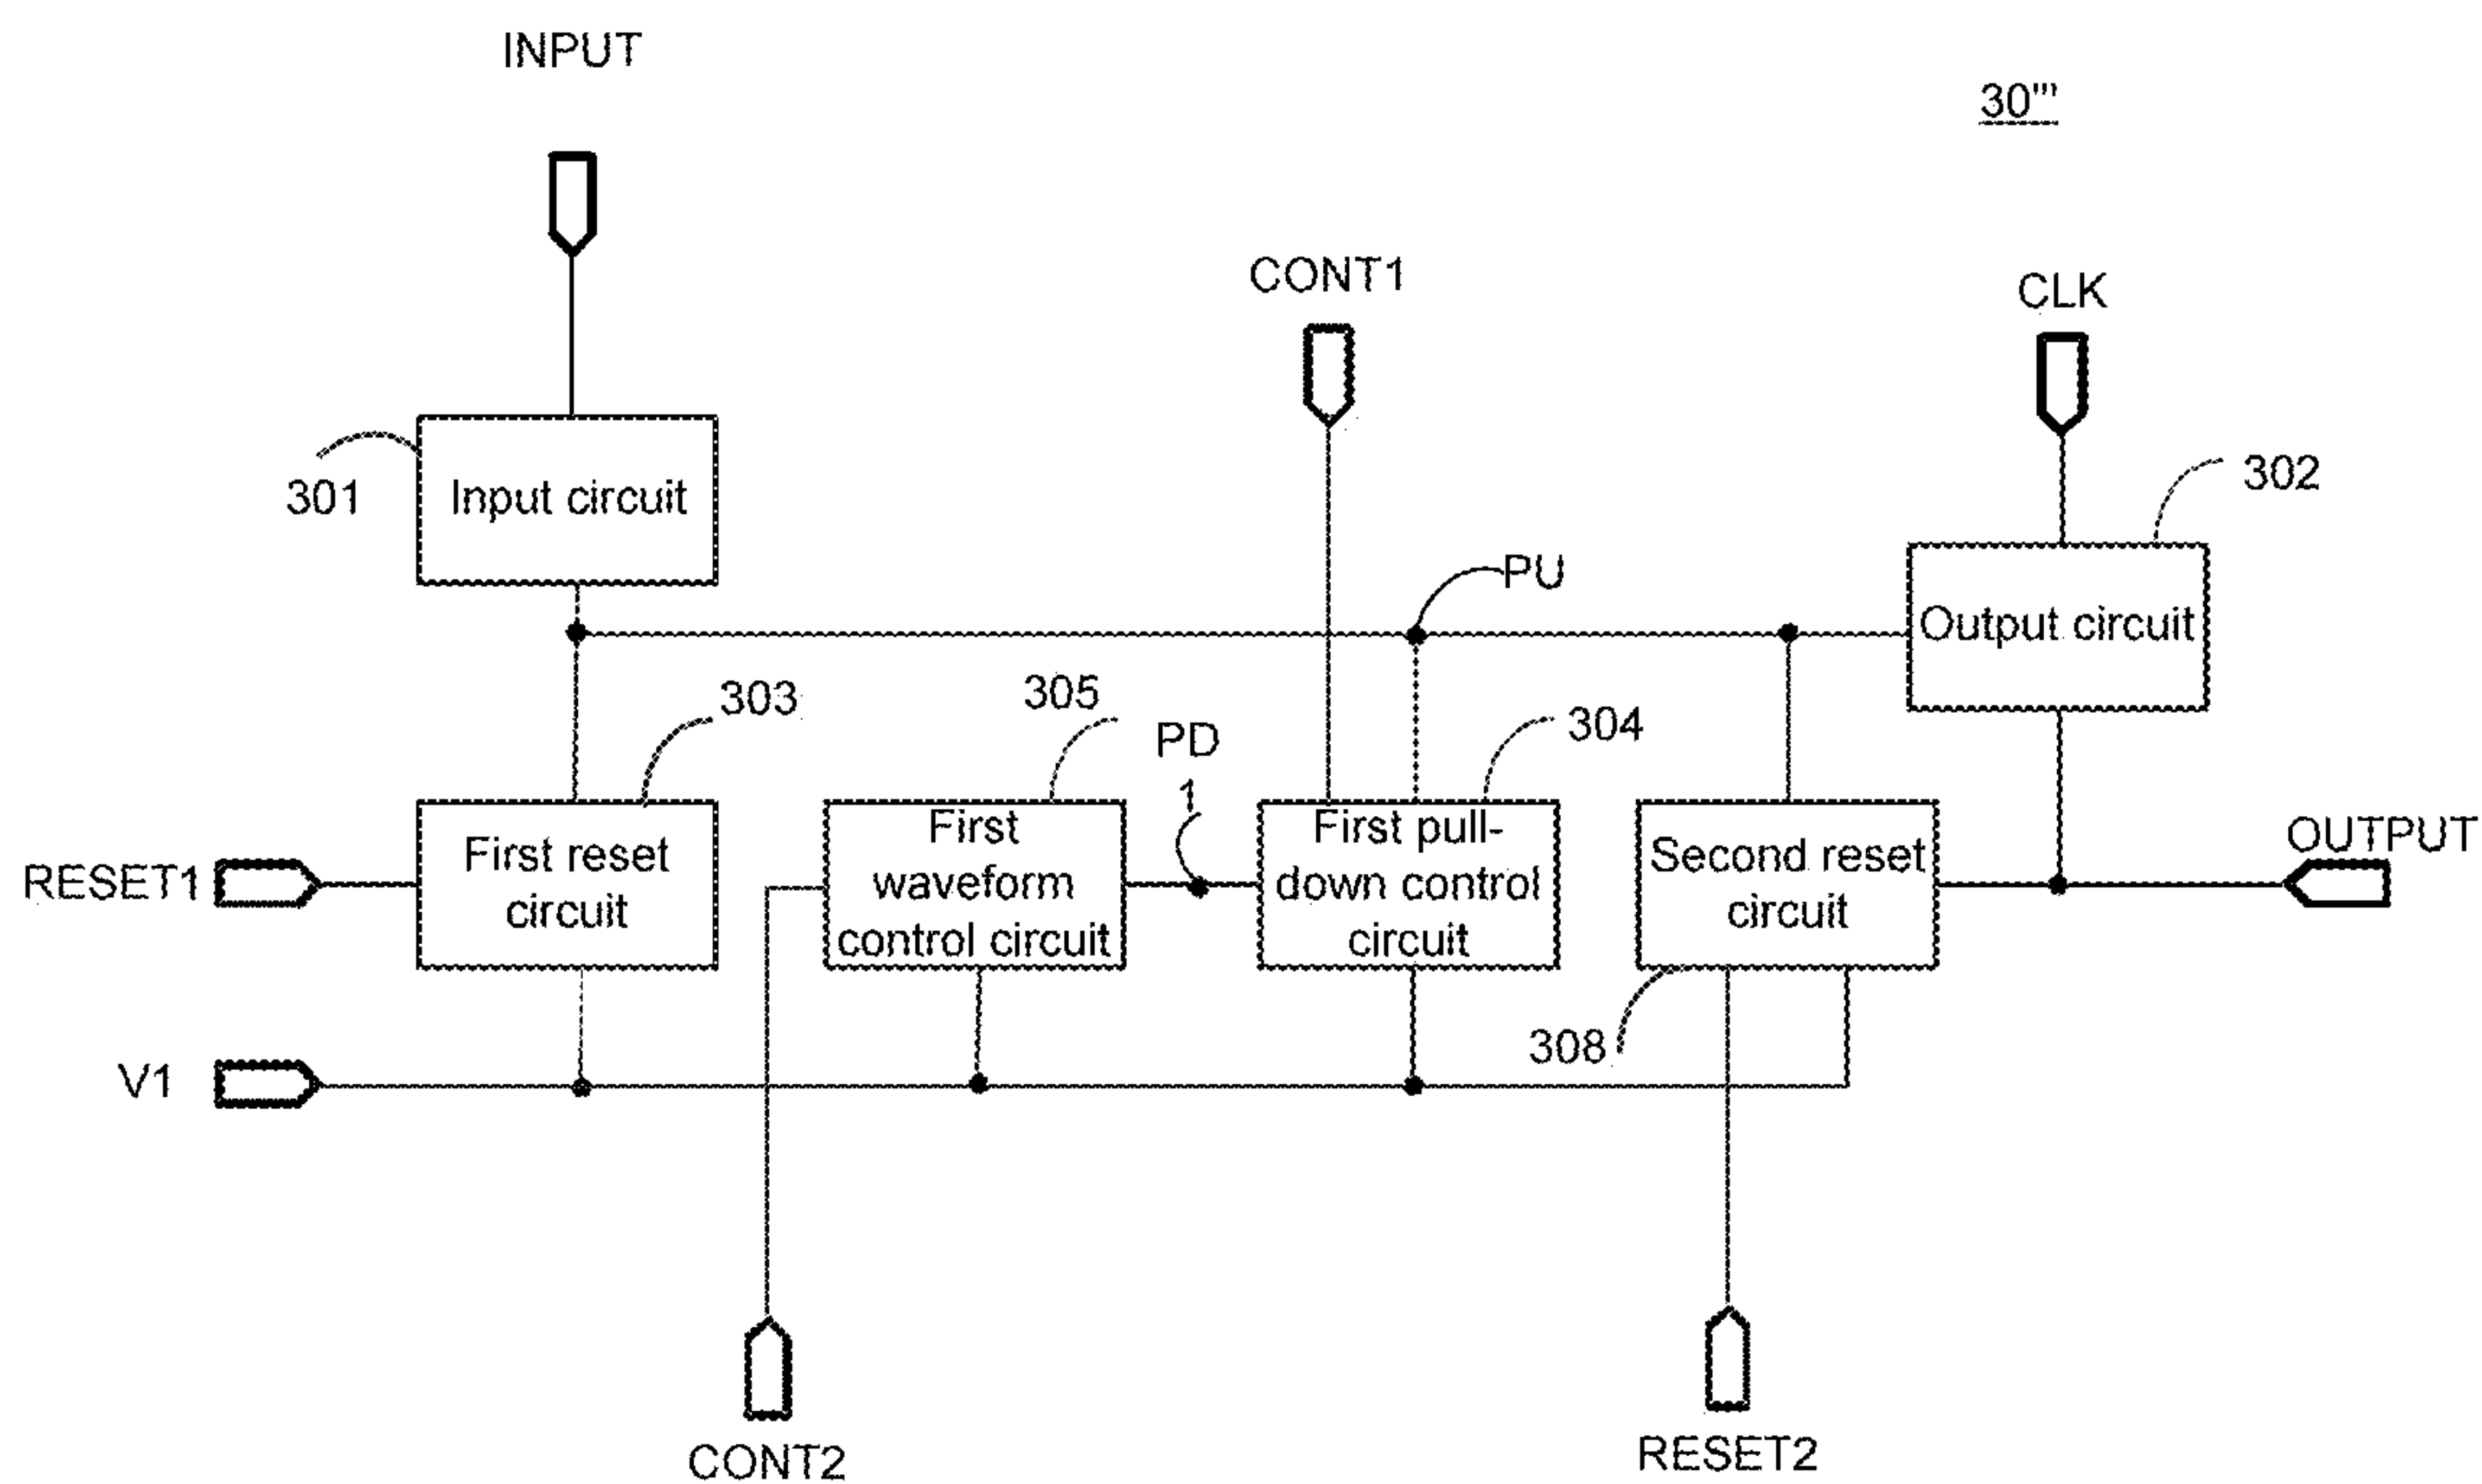 INPUT
30'''
CONT1
CLK
301
Input circuit
302
PU
Output circuit
303
305
PD
1
304
RESET1
First reset
circuit
First
waveform
control circuit
First pull-
down control
circuit
Second reset
circuit
OUTPUT
308
V1
CONT2
RESET2